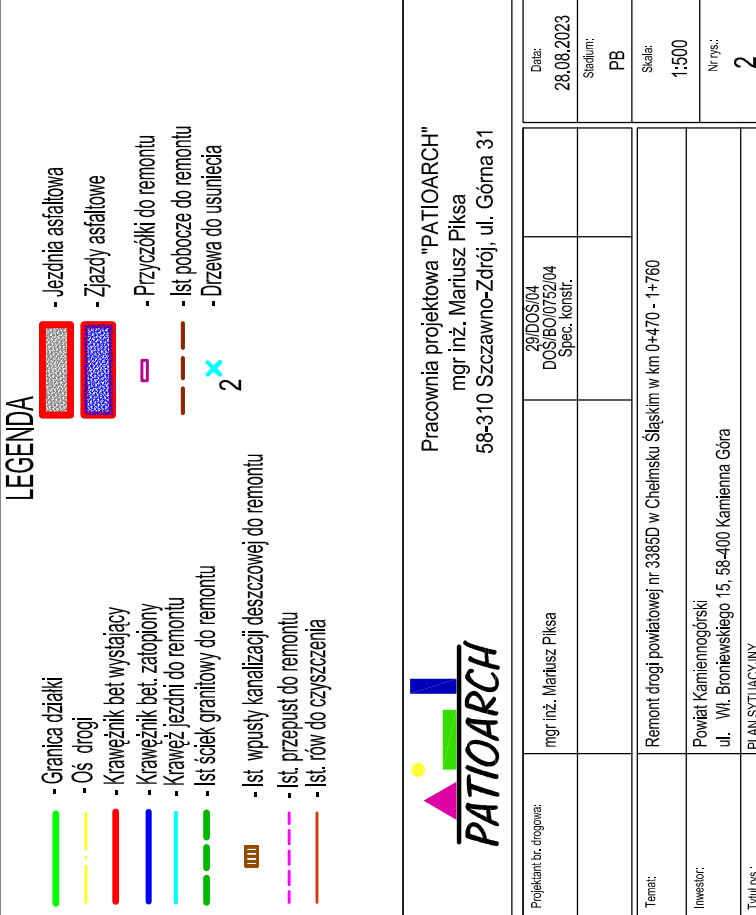 LEGENDA
- Granica działki
- Oś drogi
- Krawężnik bet wystający
- Krawężnik bet. zatopiony
Krawęż jezdni do remontu
- Ist ściek granitowy do remontu
- Ist wpusty kanalizacji deszczowej do remontu
- Ist. przepust do remontu
- Ist. rów do czyszczenia
- Jezdnia asfaltowa
- Zjazdy asfaltowe
- Przyczółki do remontu
- Ist pobocze do remontu
- Drzewa do usuniecia
2
PATIOARCH
Pracownia projektowa "PATIOARCH"
mgr inż. Mariusz Piksa
58-310 Szczawno-Zdrój, ul. Górna 31
Projektant br. drogowa:
mgr inż. Mariusz Piksa
29/DOS/04
DOS/BO/0752/04
Spec. konstr.
Data:
28.08.2023
Stadium:
PB
Temat:
Remont drogi powiatowej nr 3385D w Chełmsku Śląskim w km 0+470 - 1+760
Skala:
1:500
Inwestor:
Powiat Kamiennogórski
ul. Wł. Broniewskiego 15, 58-400 Kamienna Góra
Nr rys.:
2
Tytuł rys.:
PLAN SYTUACYJNY